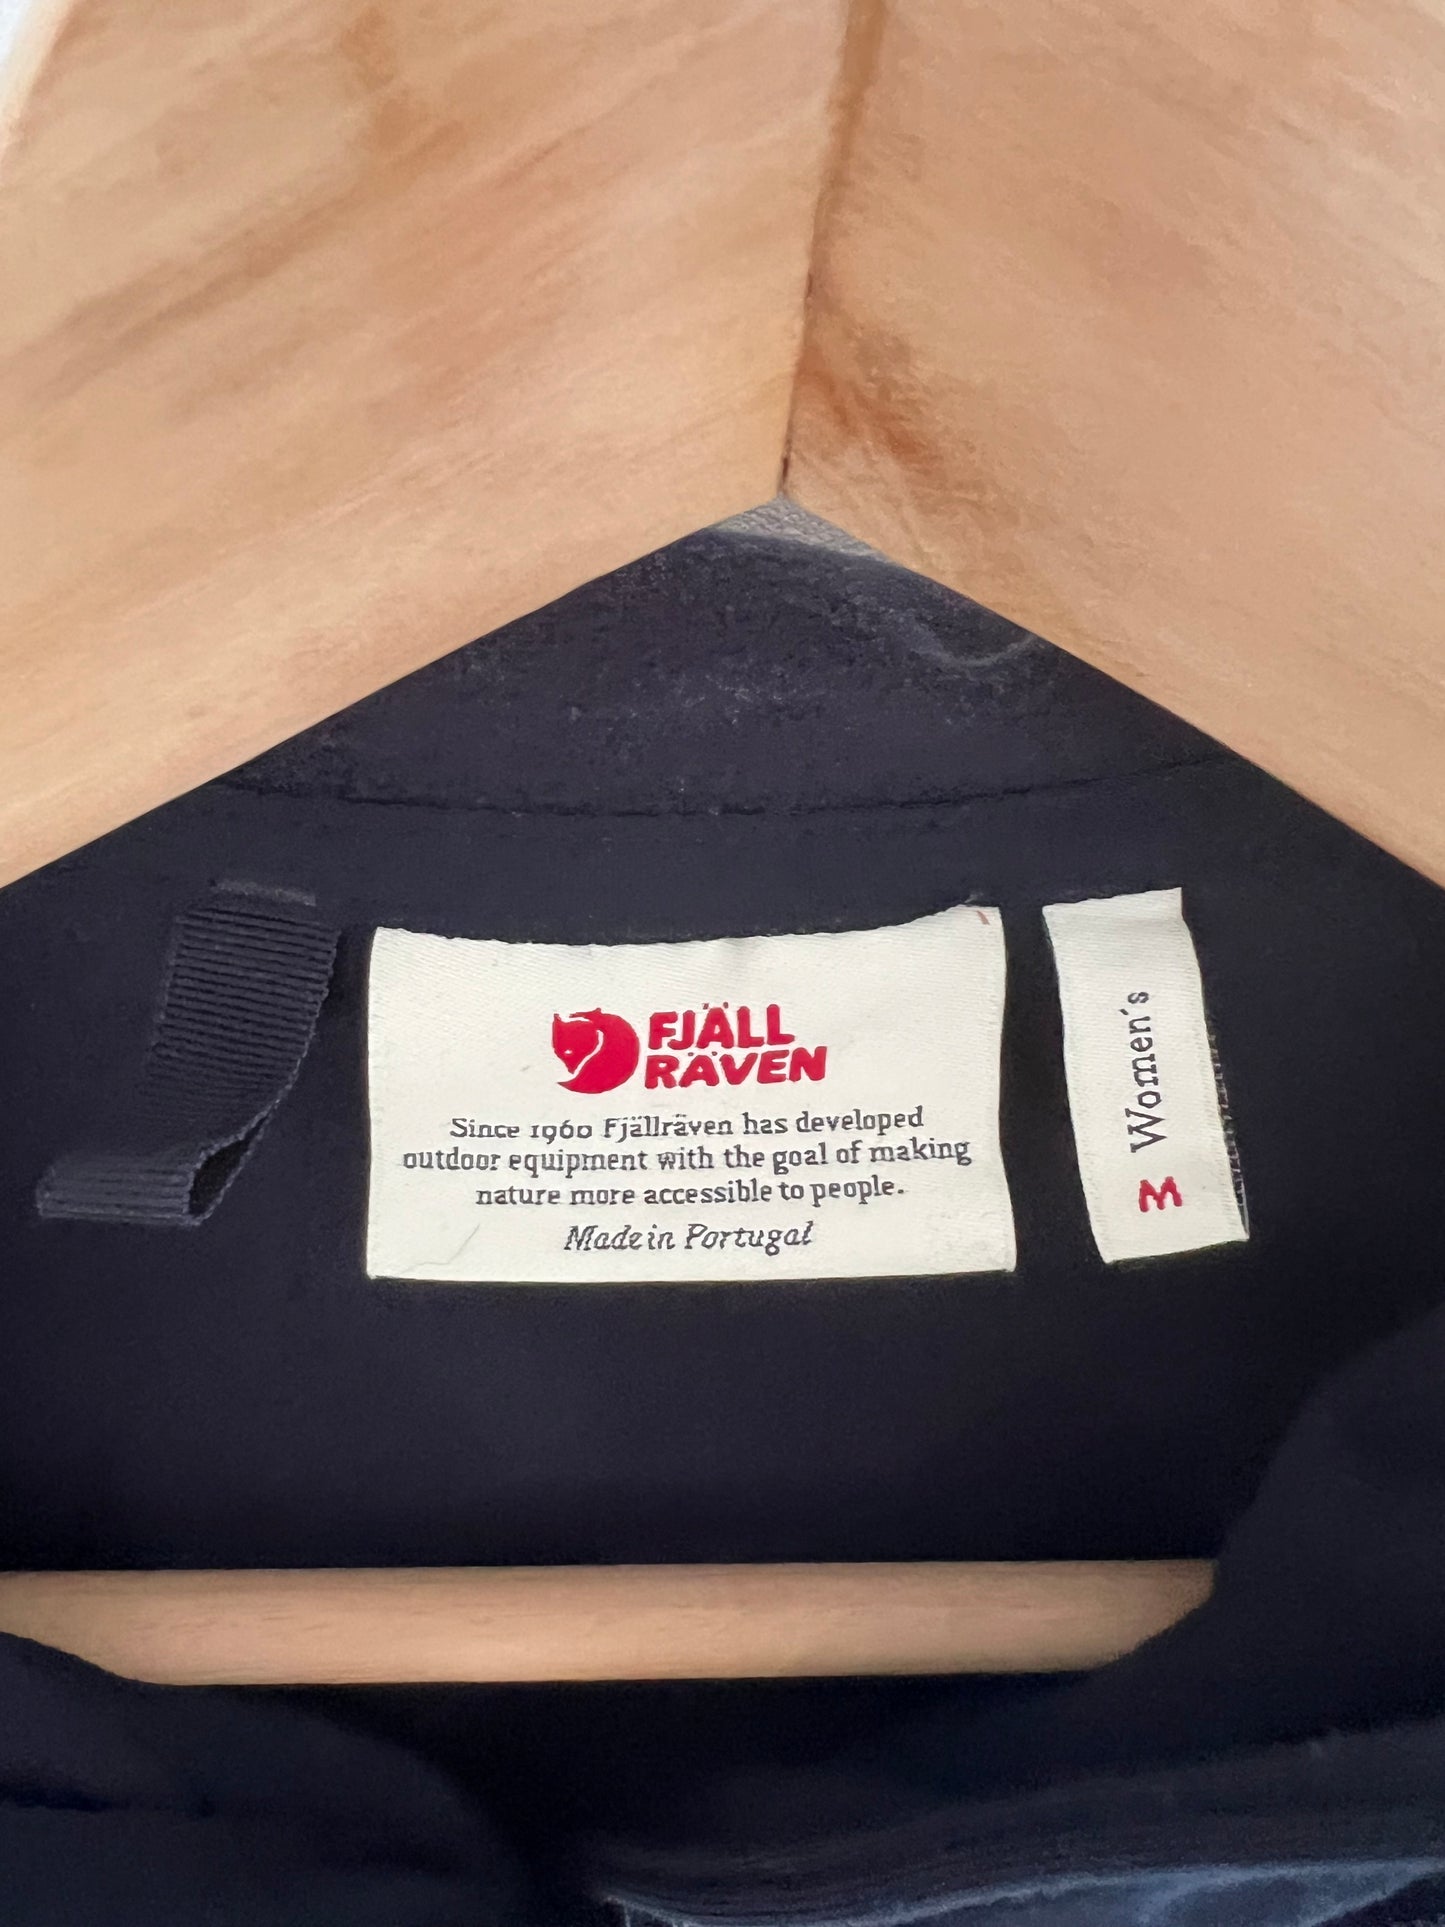 FJÄLL
RÄVEN
Since 1960 Fjällräven has developed
outdoor equipment with the goal of making
nature more accessible to people.
Made in Portugal
M Women's